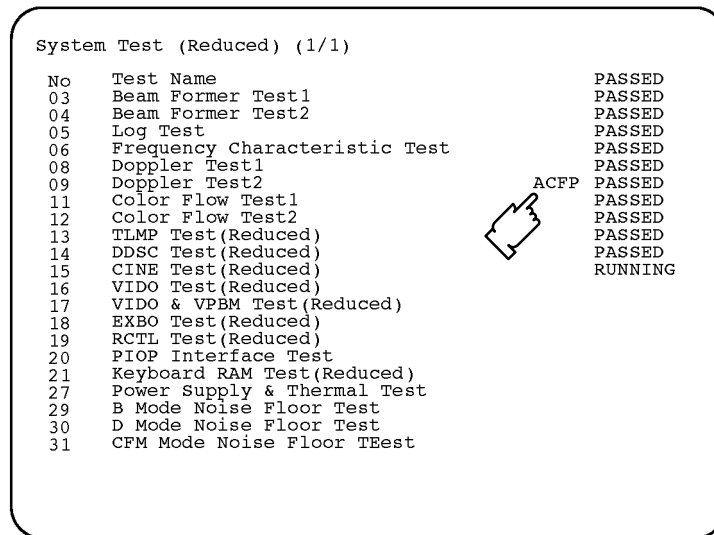 System Test (Reduced) (1/1)
No Test Name PASSED
03 Beam Former Test1 PASSED
04 Beam Former Test2 PASSED
05 Log Test PASSED
06 Frequency Characteristic Test PASSED
08 Doppler Test1 PASSED
09 Doppler Test2 ACFP PASSED
11 Color Flow Test1 PASSED
12 Color Flow Test2 PASSED
13 TLMP Test(Reduced) PASSED
14 DDSC Test(Reduced) PASSED
15 CINE Test(Reduced) RUNNING
16 VIDO Test(Reduced)
17 VIDO & VPBM Test(Reduced)
18 EXBO Test(Reduced)
19 RCTL Test(Reduced)
20 PIOP Interface Test
21 Keyboard RAM Test(Reduced)
27 Power Supply & Thermal Test
29 B Mode Noise Floor Test
30 D Mode Noise Floor Test
31 CFM Mode Noise Floor TEest